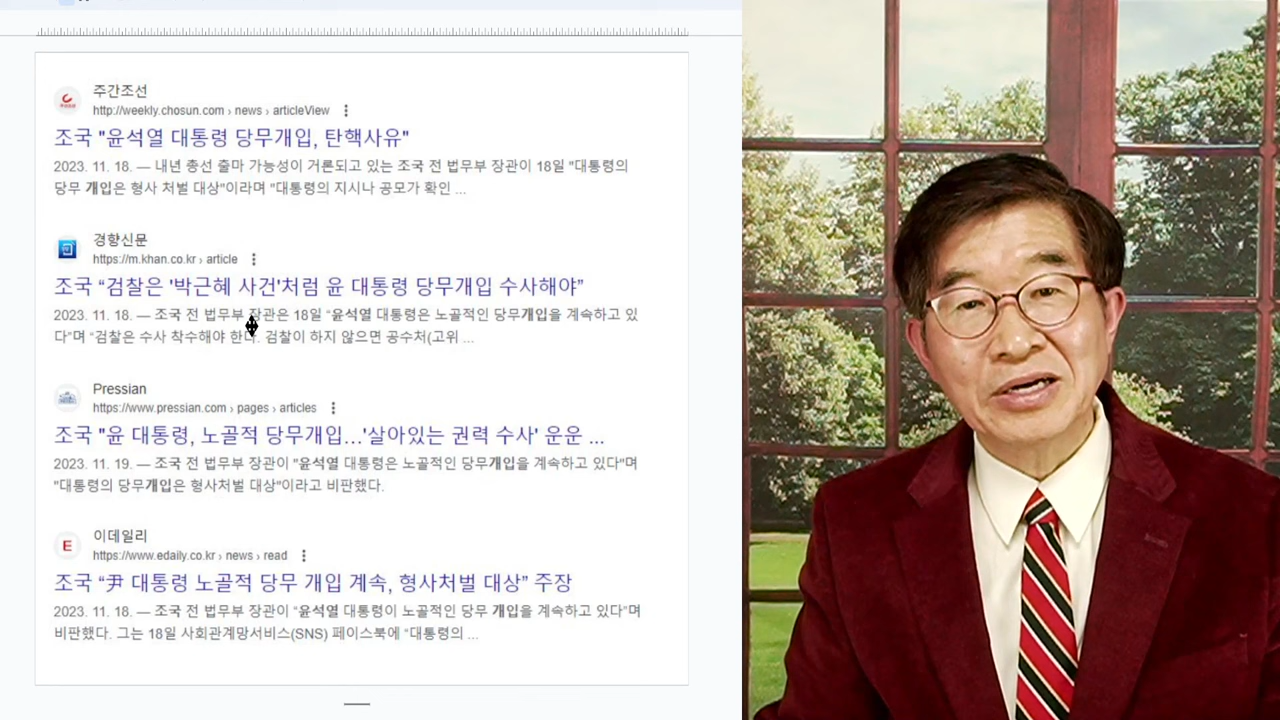 주간조선
http://weekly.chosun.com › news › articleView
조국 "윤석열 대통령 당무개입, 탄핵사유"
2023. 11. 18. — 내년 총선 출마 가능성이 거론되고 있는 조국 전 법무부 장관이 18일 "대통령의
당무 개입은 형사 처벌 대상"이라며 "대통령의 지시나 공모가 확인 ...
경향신문
https://m.khan.co.kr › article
조국 “검찰은 '박근혜 사건'처럼 윤 대통령 당무개입 수사해야”
2023. 11. 18. — 조국 전 법무부 장관은 18일 “윤석열 대통령은 노골적인 당무개입을 계속하고 있
다”며 “검찰은 수사 착수해야 한다. 검찰이 하지 않으면 공수처(고위 ...
Pressian
https://www.pressian.com › pages › articles
조국 "윤 대통령, 노골적 당무개입…'살아있는 권력 수사' 운운 ...
2023. 11. 19. — 조국 전 법무부 장관이 "윤석열 대통령은 노골적인 당무개입을 계속하고 있다"며
"대통령의 당무개입은 형사처벌 대상"이라고 비판했다.
E
이데일리
https://www.edaily.co.kr › news › read
조국 “尹 대통령 노골적 당무 개입 계속, 형사처벌 대상” 주장
2023. 11. 18. — 조국 전 법무부 장관이 “윤석열 대통령이 노골적인 당무 개입을 계속하고 있다”며
비판했다. 그는 18일 사회관계망서비스(SNS) 페이스북에 “대통령의 ...